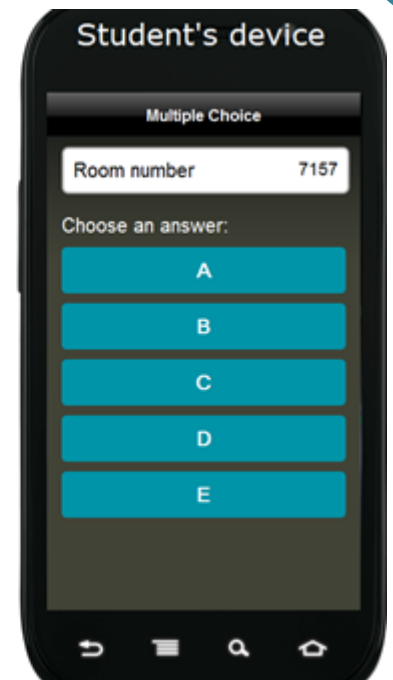 Student's device
Multiple Choice
Room number 7157
Choose an answer:
A
B
C
D
E